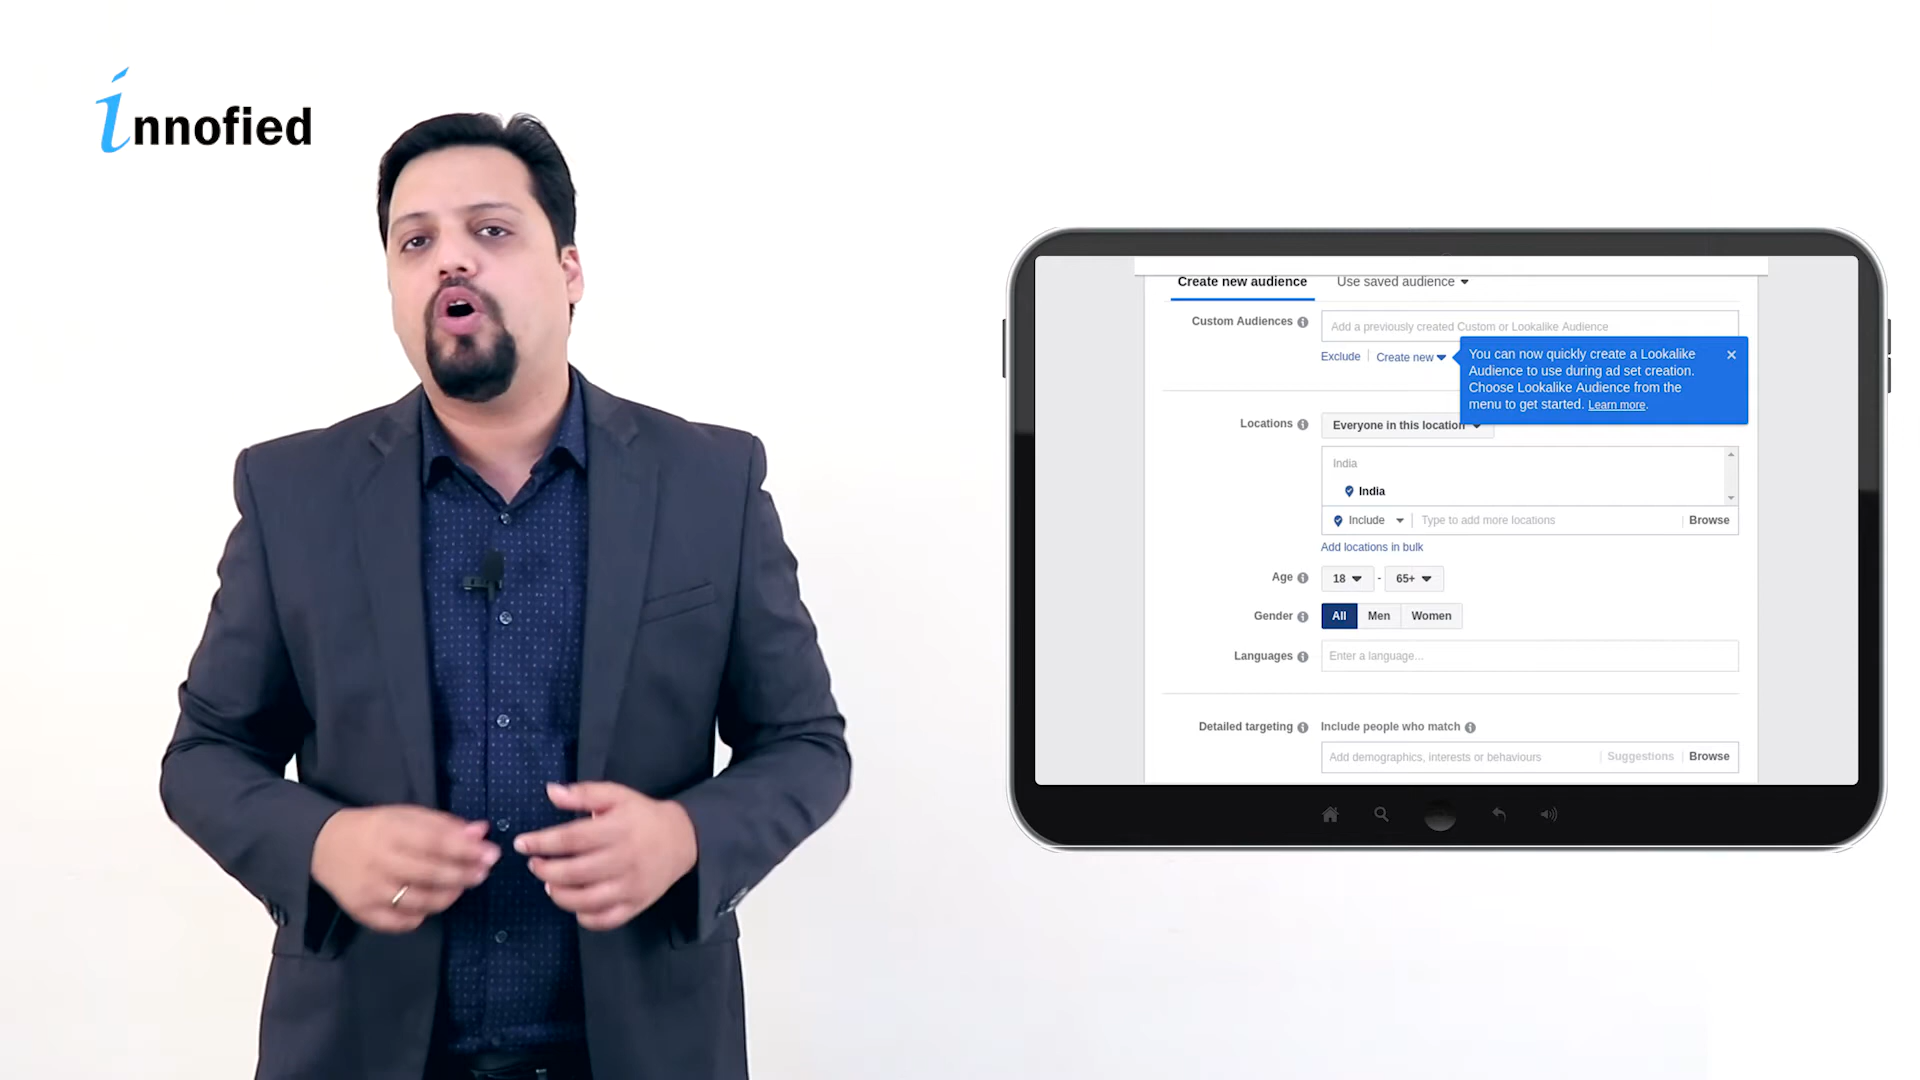 innofied
Create new audience Use saved audience
Custom Audiences Add a previously created Custom or Lookalike Audience
Exclude Create new
You can now quickly create a Lookalike
Audience to use during ad set creation.
Choose Lookalike Audience from the
menu to get started. Learn more.
Locations Everyone in this location
India
India
Include Type to add more locations Browse
Add locations in bulk
Age 18 - 65+
Gender All Men Women
Languages Enter a language...
Detailed targeting Include people who match
Add demographics, interests or behaviours Suggestions Browse